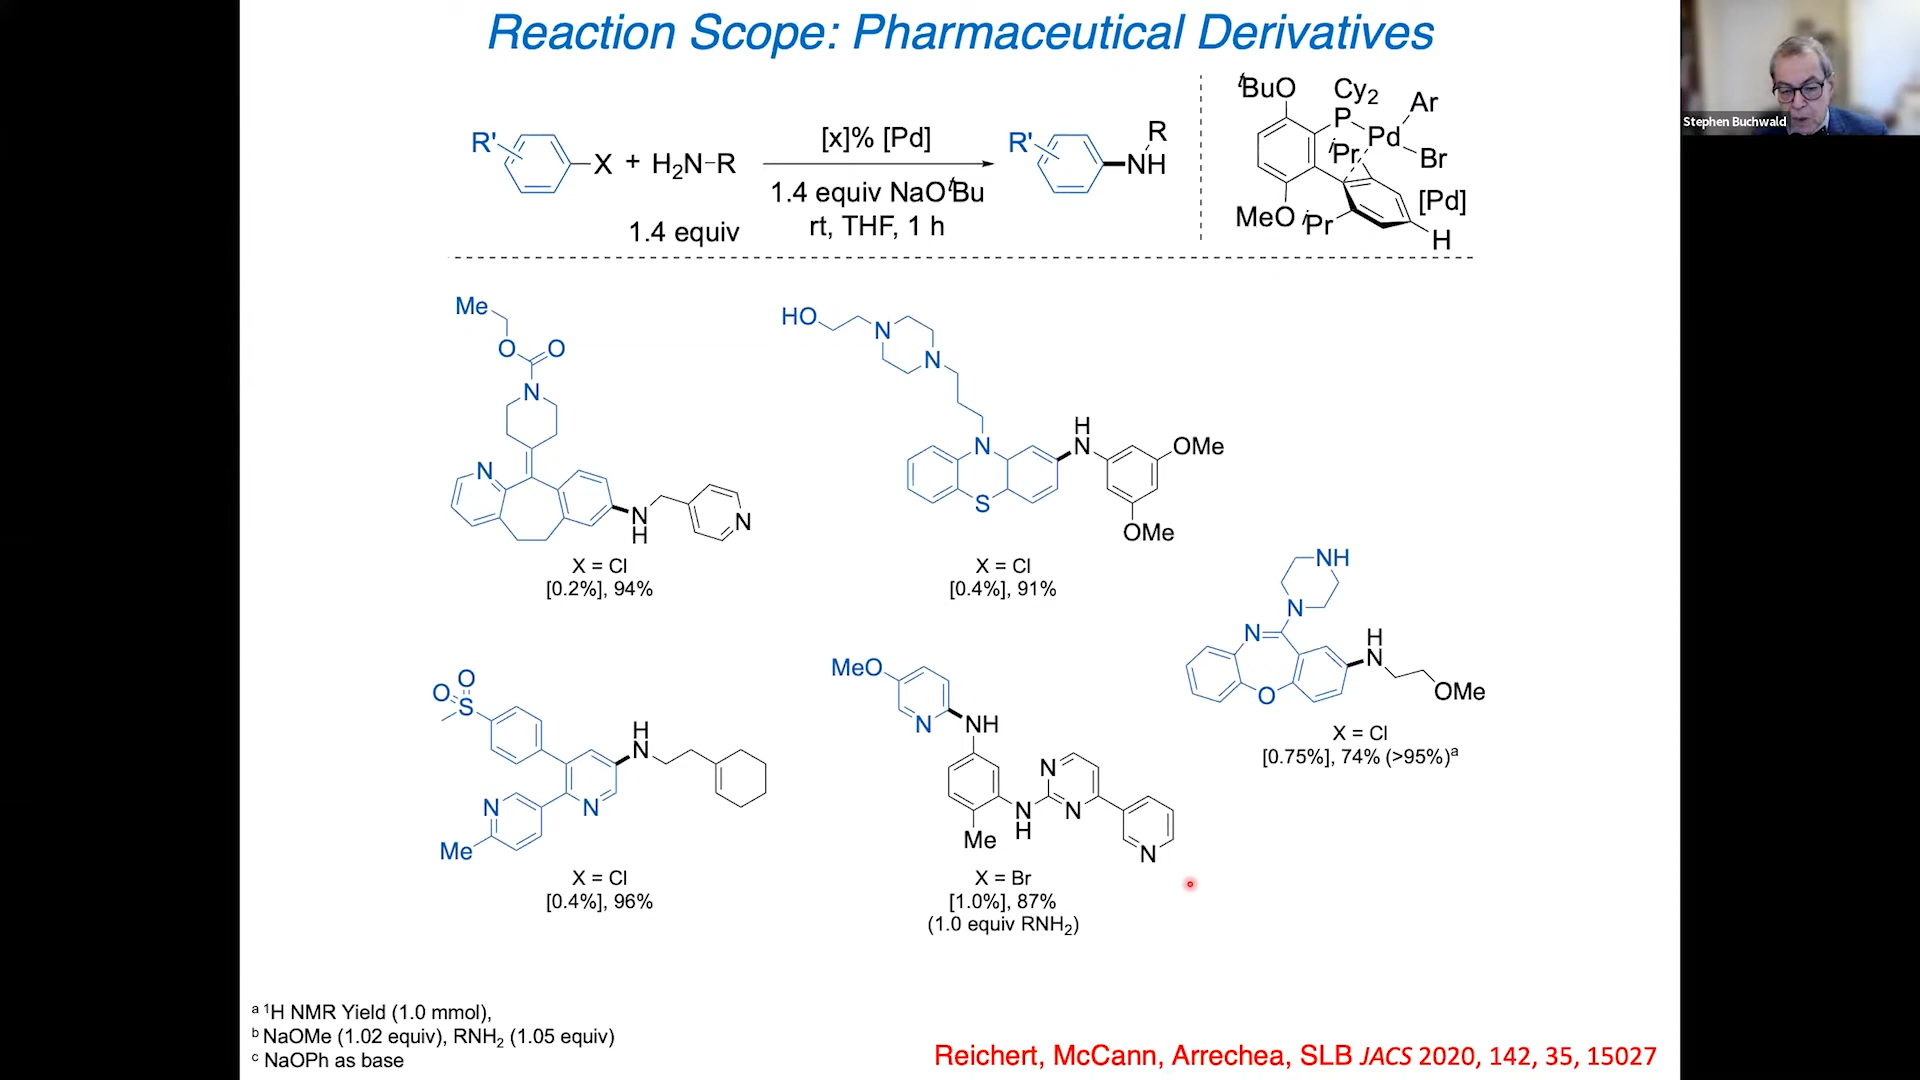 Reaction Scope: Pharmaceutical Derivatives
Stephen Buchwald
R'
X + H₂N-R
1.4 equiv
[x]% [Pd]
1.4 equiv NaOᵗBu
rt, THF, 1 h
R'
R
NH
ᵗBuO
Cy2
P
Ar
Pd
ⁱPr
Br
[Pd]
MeO
ⁱPr
H
Me
O
O
N
N
N
H
N
X = Cl
[0.2%], 94%
HO
N
N
N
S
H
N
OMe
OMe
X = Cl
[0.4%], 91%
NH
N
N
O
H
N
OMe
X = Cl
[0.75%], 74% (>95%)ᵃ
O
O
S
H
N
N
N
Me
X = Cl
[0.4%], 96%
MeO
N
NH
N
N
N
H
Me
N
X = Br
[1.0%], 87%
(1.0 equiv RNH₂)
ᵃ ¹H NMR Yield (1.0 mmol),
ᵇ NaOMe (1.02 equiv), RNH₂ (1.05 equiv)
ᶜ NaOPh as base
Reichert, McCann, Arrechea, SLB JACS 2020, 142, 35, 15027